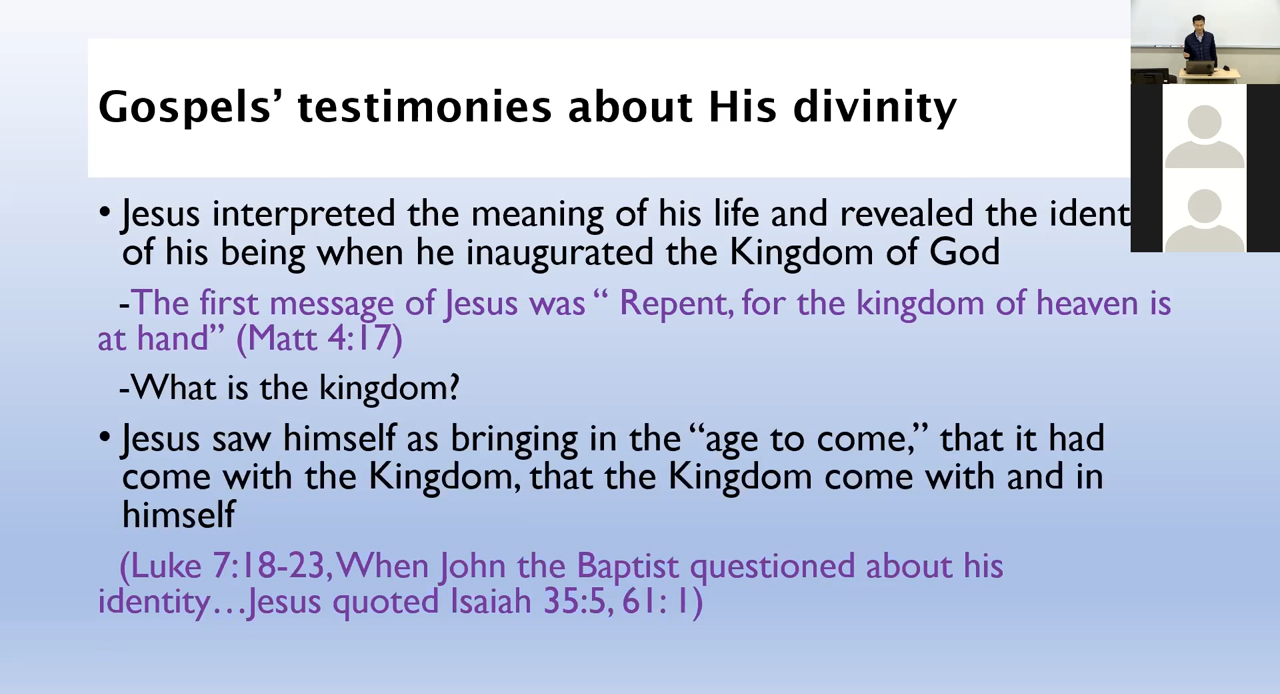 Gospels’ testimonies about His divinity
• Jesus interpreted the meaning of his life and revealed the
of his being when he inaugurated the Kingdom of God
-The first message of Jesus was “ Repent, for the kingdom of heaven is
at hand” (Matt 4:17)
-What is the kingdom?
• Jesus saw himself as bringing in the “age to come,” that it had
come with the Kingdom, that the Kingdom come with and in
himself
(Luke 7:18-23, When John the Baptist questioned about his
identity…Jesus quoted Isaiah 35:5, 61: 1)